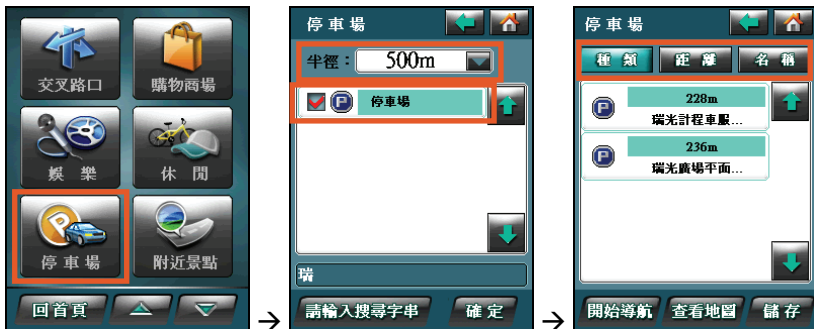 交叉路口 購物商場
娛樂 休閒
停車場 附近景點
回首頁
→
停車場
半徑: 500m
P 停車場
瑞
請輸入搜尋字串 確定
→
停車場
種類 距離 名稱
228m
P 瑞光計程車服...
236m
P 瑞光廣場平面...
開始導航 查看地圖 儲存